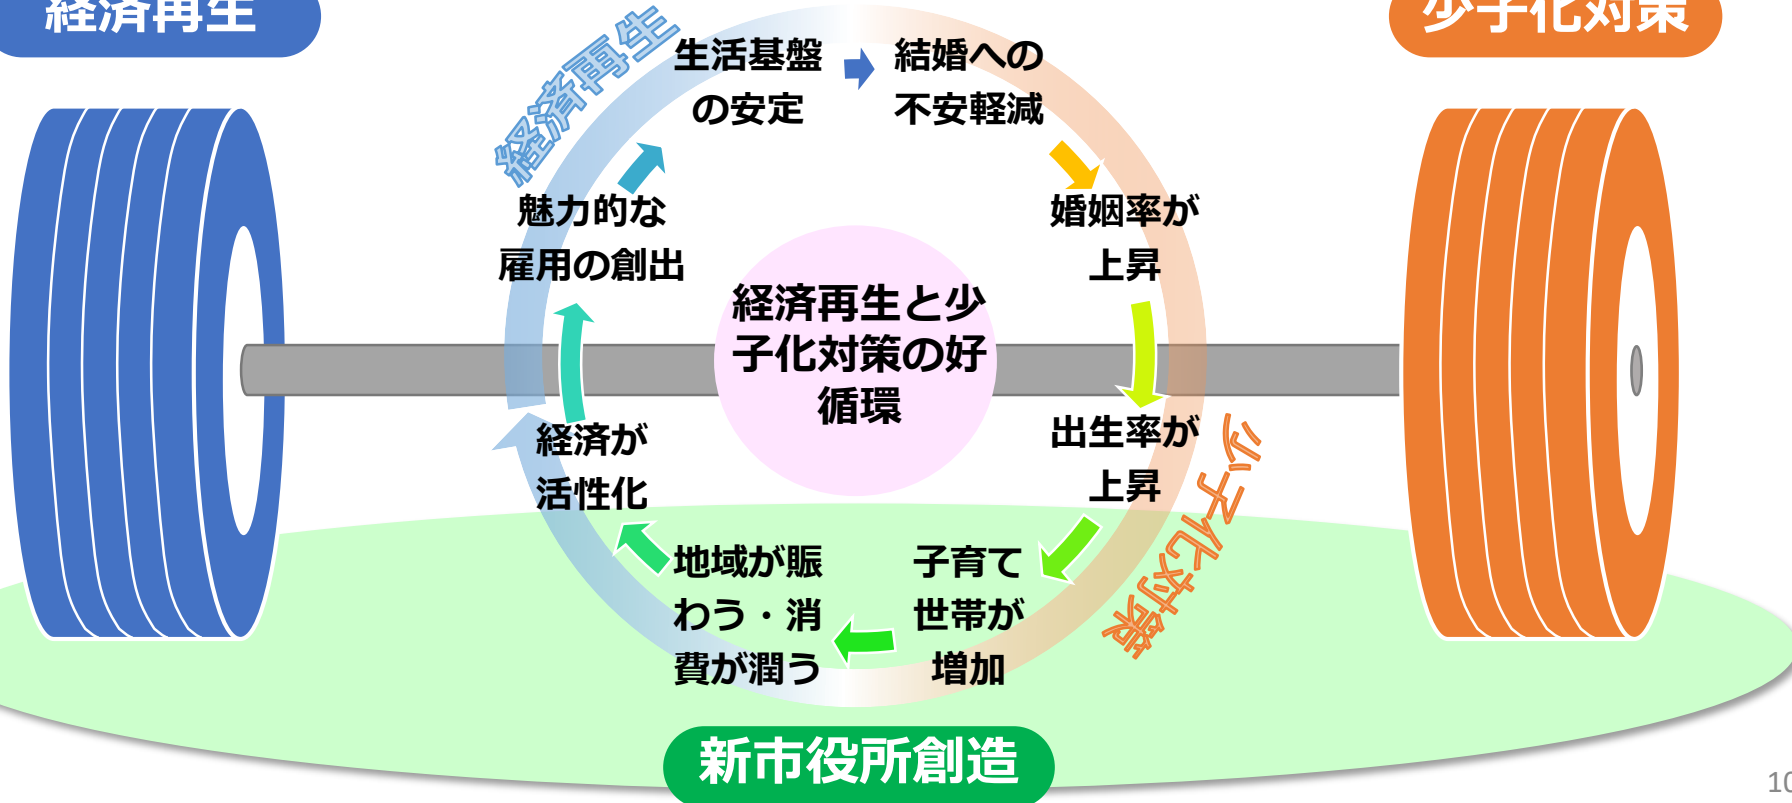 経済再生
少子化対策
経済再生
生活基盤
の安定
結婚への
不安軽減
魅力的な
雇用の創出
婚姻率が
上昇
経済再生と少
子化対策の好
循環
経済が
活性化
出生率が
上昇
少子化対策
地域が賑
わう・消
費が潤う
子育て
世帯が
増加
新市役所創造
10